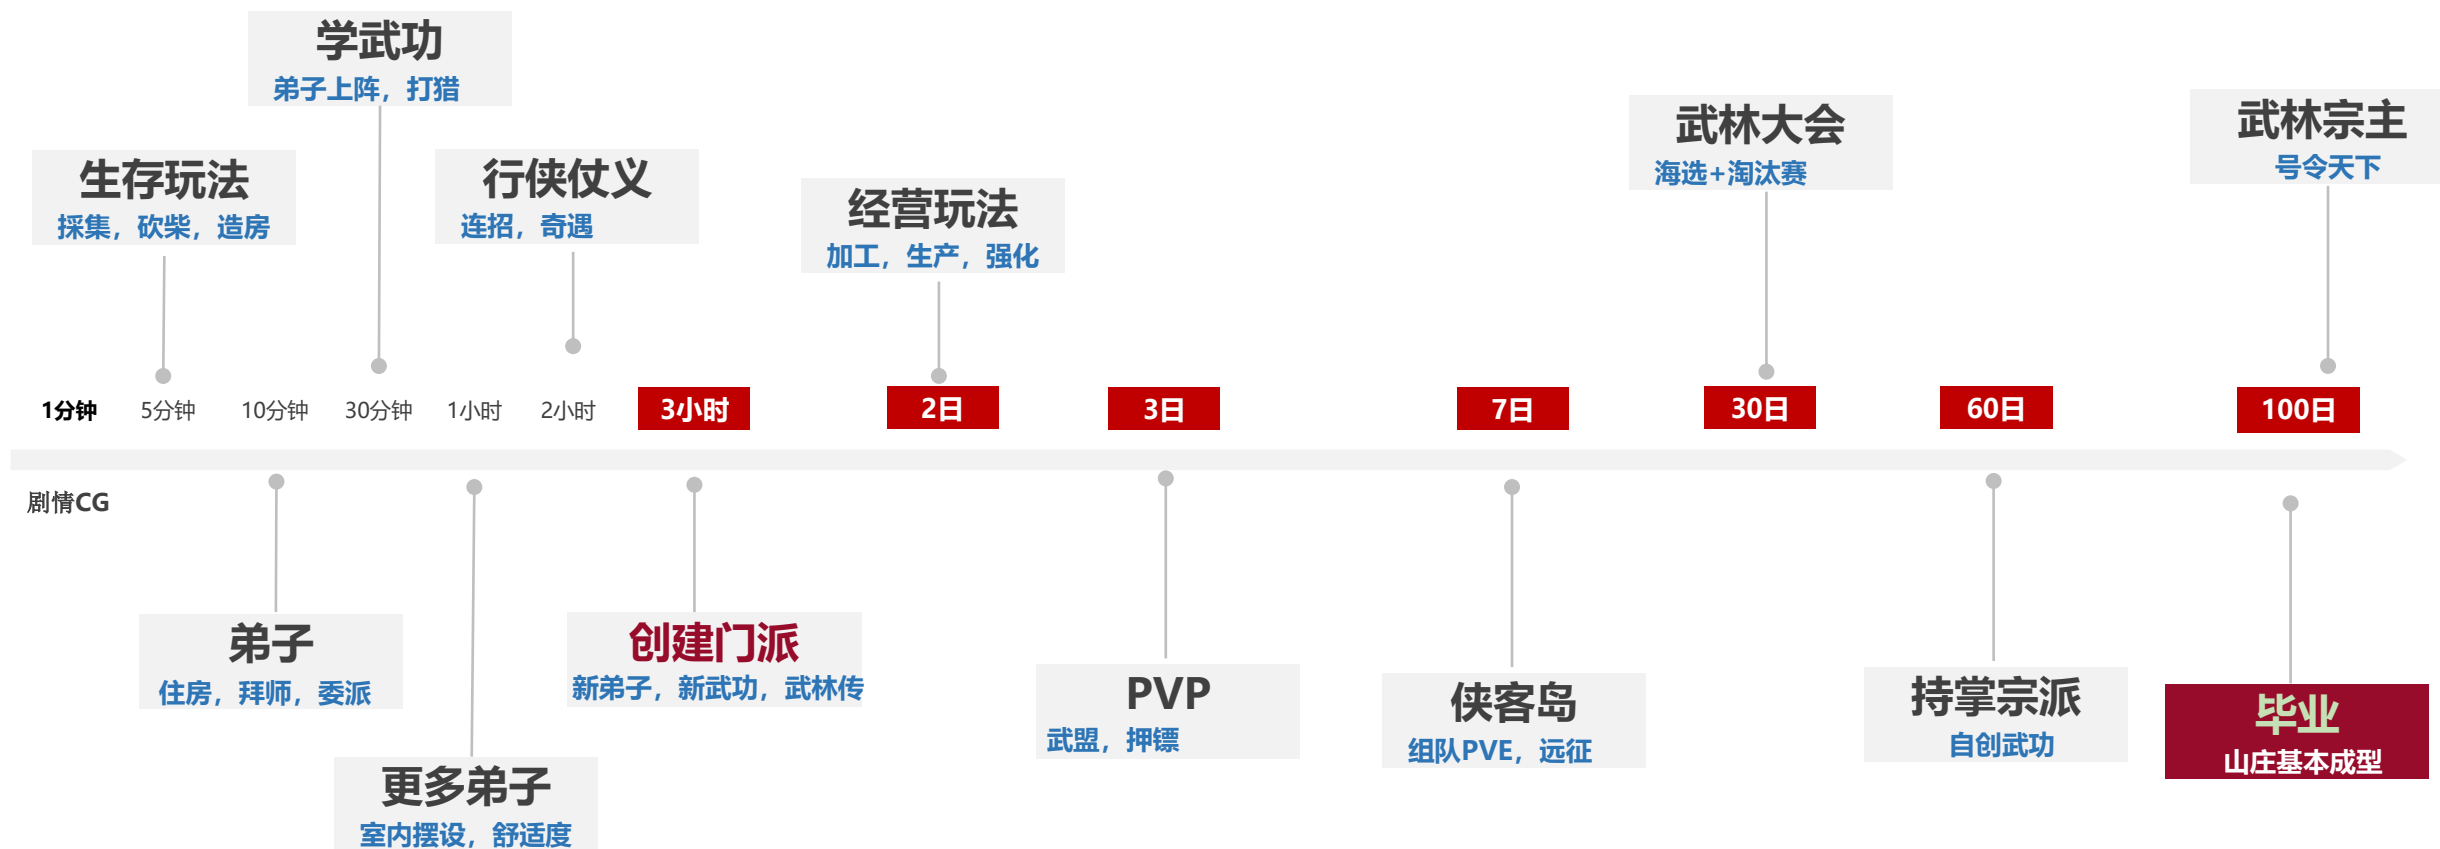 学武功
弟子上阵，打猎
生存玩法
採集，砍柴，造房
行侠仗义
连招，奇遇
经营玩法
加工，生产，强化
武林大会
海选+淘汰赛
武林宗主
号令天下
1分钟
5分钟
10分钟
30分钟
1小时
2小时
3小时
2日
3日
7日
30日
60日
100日
剧情CG
弟子
住房，拜师，委派
更多弟子
室内摆设，舒适度
创建门派
新弟子，新武功，武林传
PVP
武盟，押镖
侠客岛
组队PVE，远征
持掌宗派
自创武功
毕业
山庄基本成型